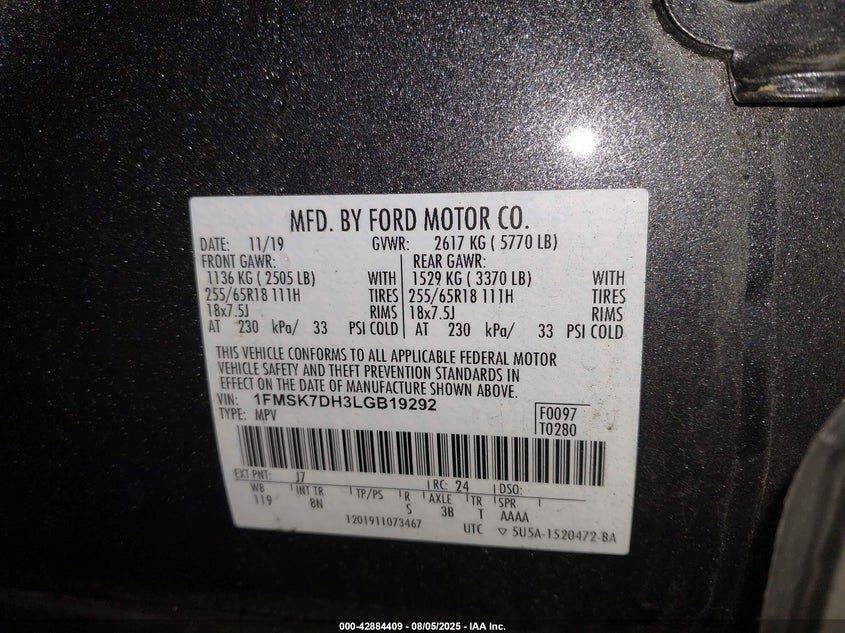 MFD. BY FORD MOTOR CO.
DATE: 11/19 GVWR: 2617 KG ( 5770 LB)
FRONT GAWR: REAR GAWR:
1136 KG ( 2505 LB) WITH 1529 KG ( 3370 LB) WITH
255/65R18 111H TIRES 255/65R18 111H TIRES
18x7.5J RIMS 18x7.5J RIMS
AT 230 kPa/ 33 PSI COLD AT 230 kPa/ 33 PSI COLD
THIS VEHICLE CONFORMS TO ALL APPLICABLE FEDERAL MOTOR
VEHICLE SAFETY AND THEFT PREVENTION STANDARDS IN
EFFECT ON THE DATE OF MANUFACTURE SHOWN ABOVE.
VIN: 1FMSK7DH3LGB19292 F0097
TYPE: MPV T0280
EXT PNT: J7 RC: 24 DSO:
WB INT TR TP/PS R AXLE TR SPR
119 8N S 3B T AAAA
1201911073467 UTC ▽ 5U5A-1520472-BA
000-42884409 - 08/05/2025 - IAA Inc.